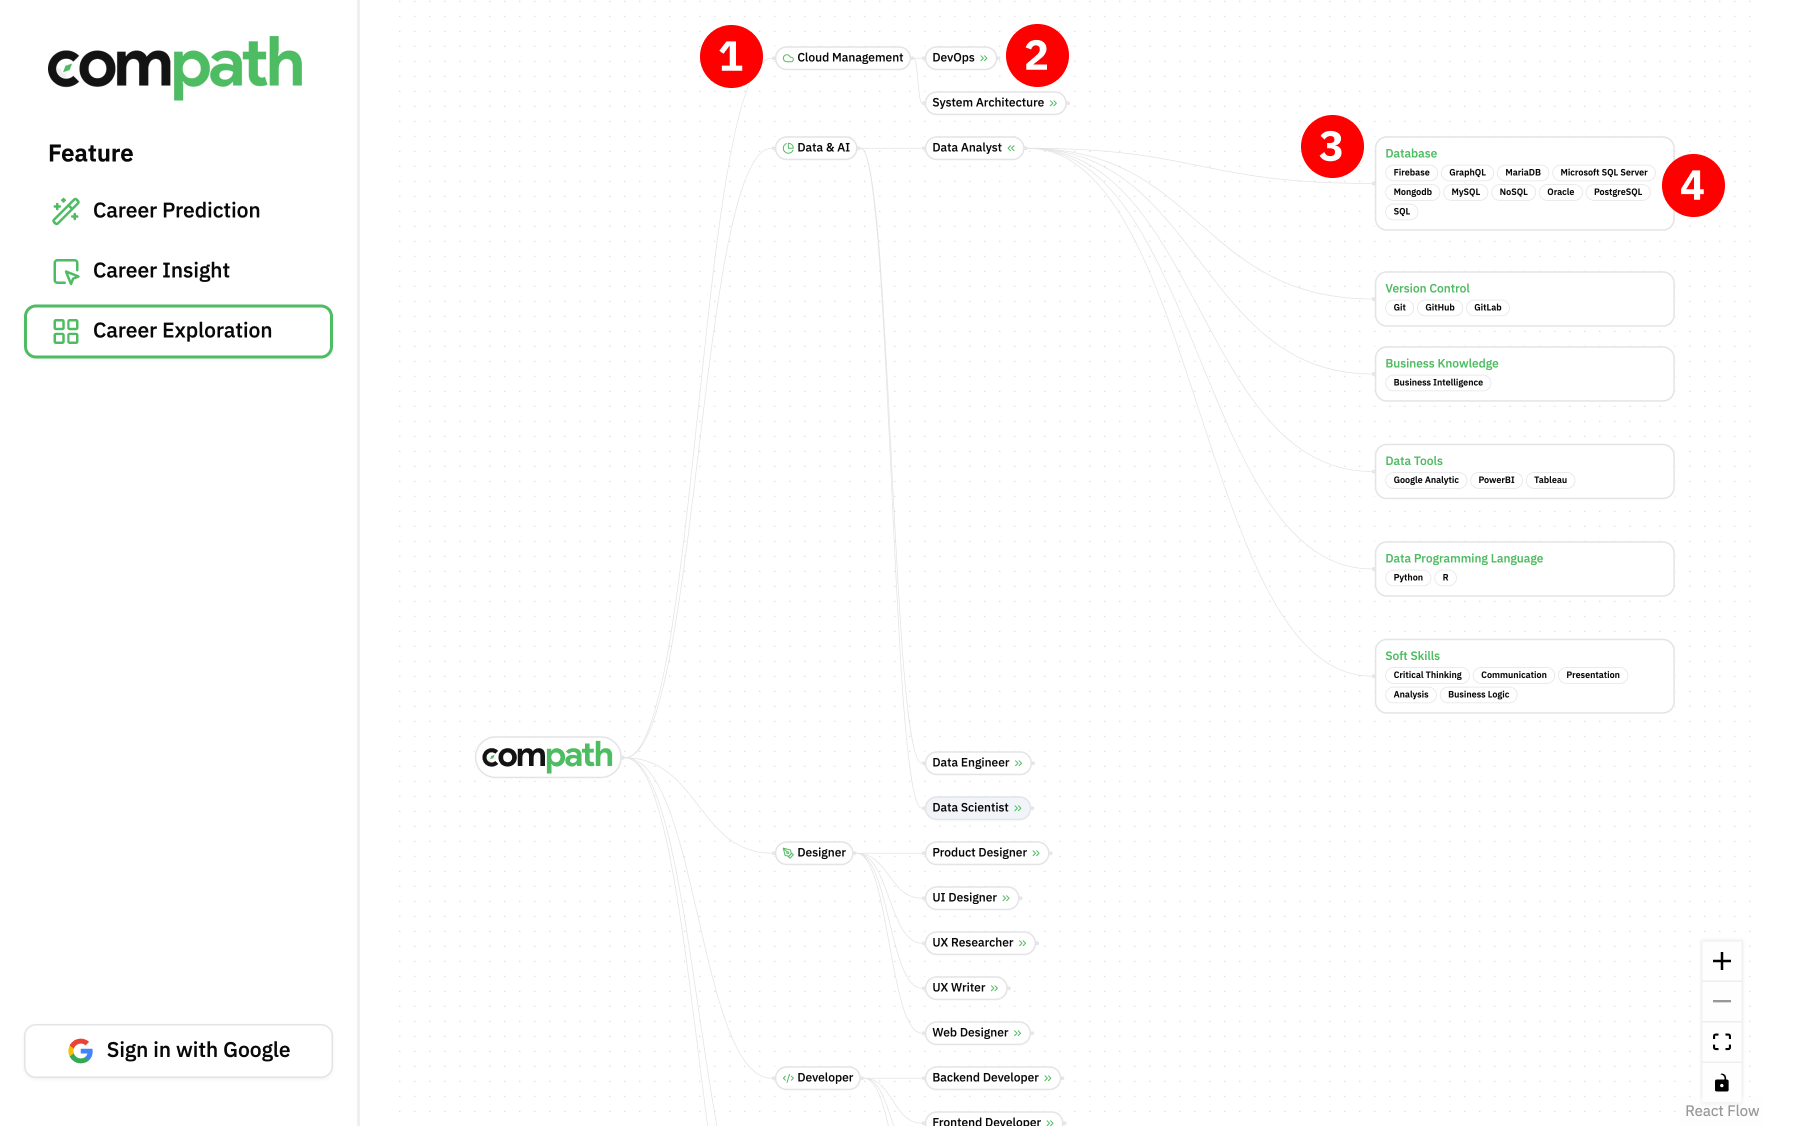 compath
Feature
Career Prediction
Career Insight
Career Exploration
Sign in with Google
compath
1
Cloud Management
DevOps »
2
System Architecture »
Data & AI
Data Analyst «
Data Engineer »
Data Scientist »
Designer
Product Designer »
UI Designer »
UX Researcher »
UX Writer »
Web Designer »
Developer
Backend Developer »
Frontend Developer »
3
Database
Firebase GraphQL MariaDB Microsoft SQL Server
Mongodb MySQL NoSQL Oracle PostgreSQL
SQL
4
Version Control
Git GitHub GitLab
Business Knowledge
Business Intelligence
Data Tools
Google Analytic PowerBI Tableau
Data Programming Language
Python R
Soft Skills
Critical Thinking Communication Presentation
Analysis Business Logic
React Flow